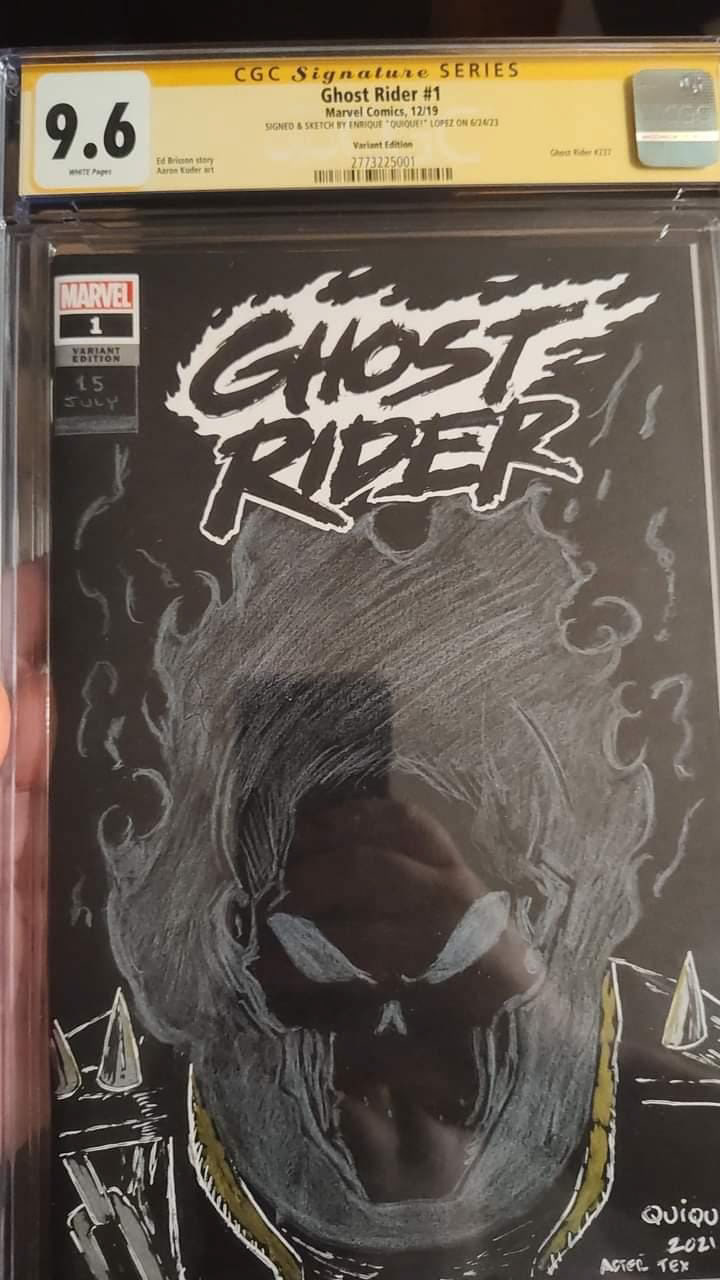 CGC Signature SERIES
9.6
WHITE Pages
Ghost Rider #1
Marvel Comics, 12/19
SIGNED & SKETCH BY ENRIQUE "QUIQUE!" LOPEZ ON 6/24/23
Variant Edition
2773225001
Ed Brisson story
Aaron Kuder art
Ghost Rider #237
MARVEL
1
VARIANT
EDITION
15
JULY
GHOST
RIDER
QUIQU
2021
AFTER TEX